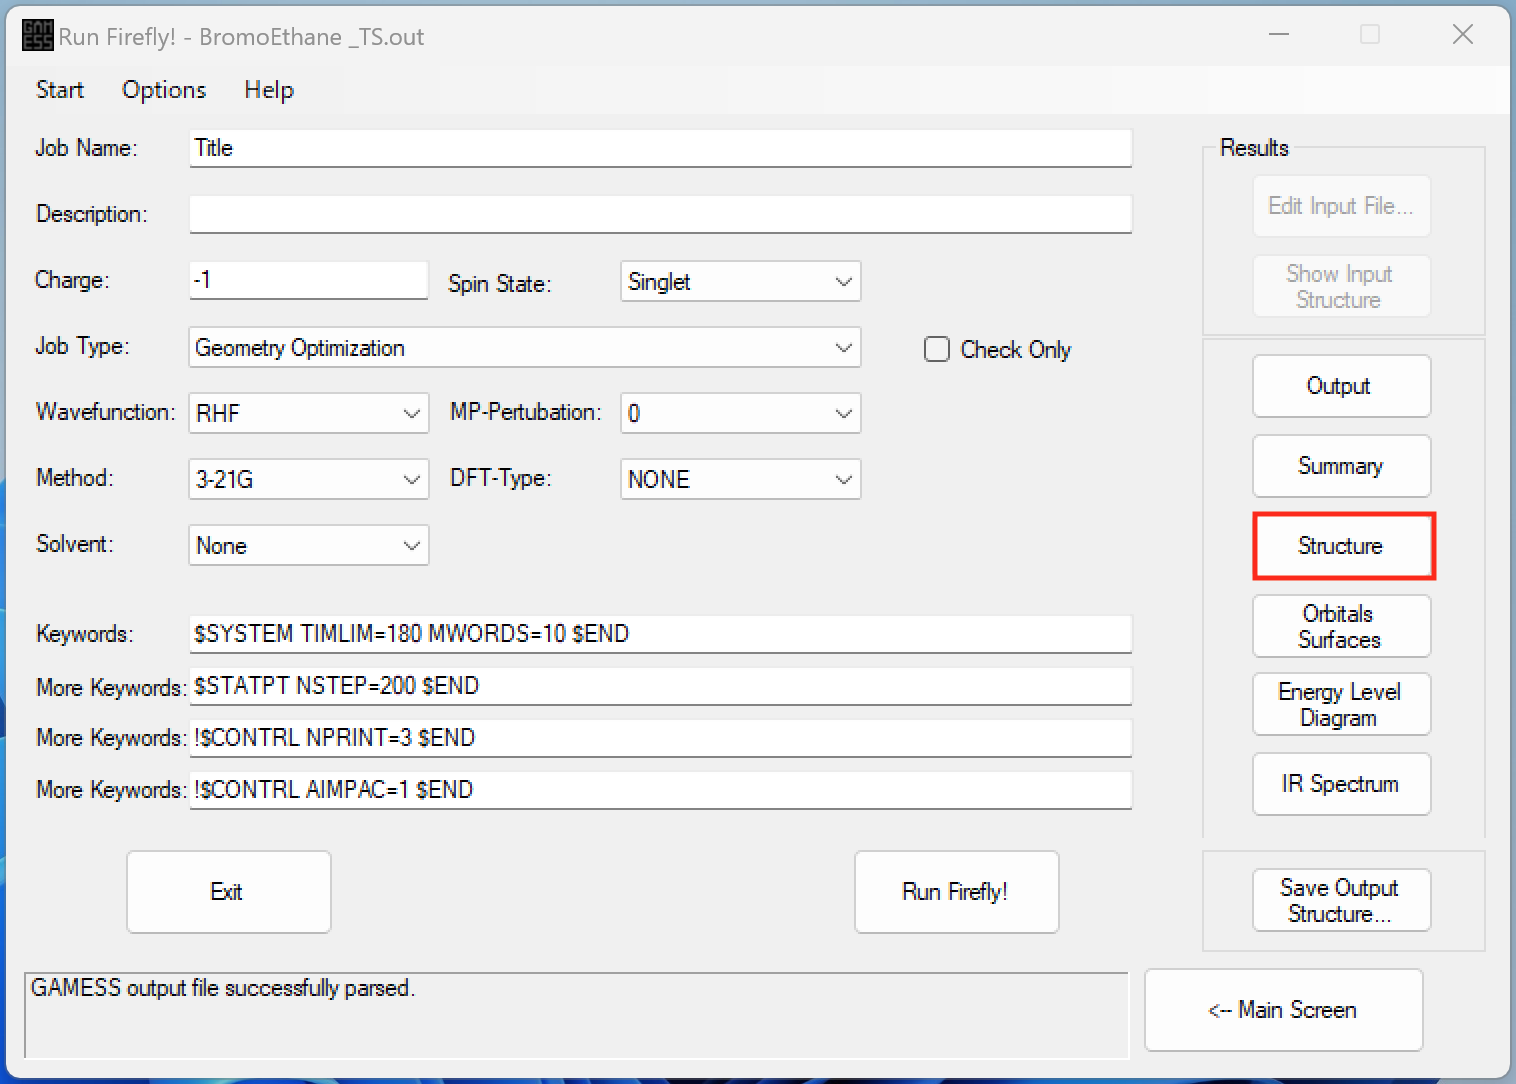 GAM
ESS
Run Firefly! - BromoEthane _TS.out
Start Options Help
Job Name: Title
Description:
Charge: -1 Spin State: Singlet
Job Type: Geometry Optimization Check Only
Wavefunction: RHF MP-Pertubation: 0
Method: 3-21G DFT-Type: NONE
Solvent: None
Keywords: $SYSTEM TIMLIM=180 MWORDS=10 $END
More Keywords: $STATPT NSTEP=200 $END
More Keywords: !$CONTRL NPRINT=3 $END
More Keywords: !$CONTRL AIMPAC=1 $END
Exit Run Firefly!
GAMESS output file successfully parsed.
Results
Edit Input File...
Show Input
Structure
Output
Summary
Structure
Orbitals
Surfaces
Energy Level
Diagram
IR Spectrum
Save Output
Structure...
<-- Main Screen